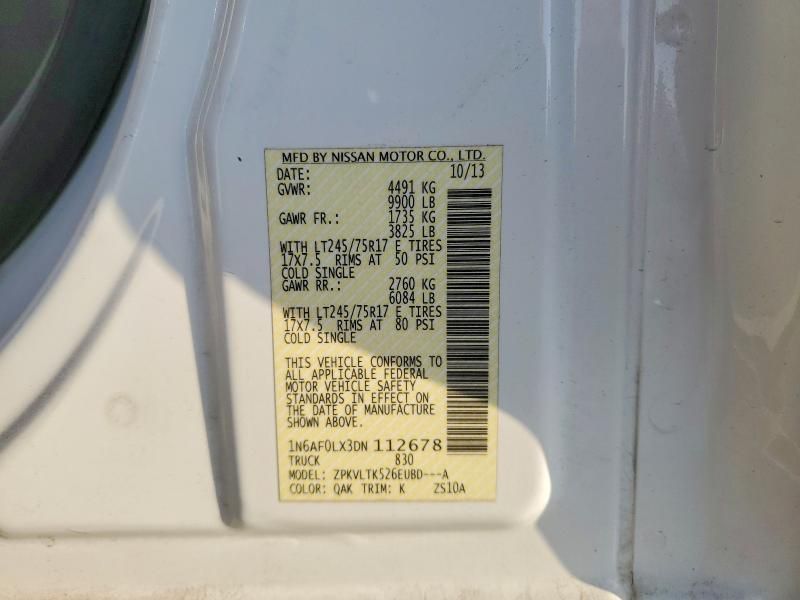 MFD BY NISSAN MOTOR CO., LTD.
DATE: 10/13
GVWR: 4491 KG
9900 LB
GAWR FR.: 1735 KG
3825 LB
WITH LT245/75R17 E TIRES
17X7.5 RIMS AT 50 PSI
COLD SINGLE
GAWR RR.: 2760 KG
6084 LB
WITH LT245/75R17 E TIRES
17X7.5 RIMS AT 80 PSI
COLD SINGLE
THIS VEHICLE CONFORMS TO
ALL APPLICABLE FEDERAL
MOTOR VEHICLE SAFETY
STANDARDS IN EFFECT ON
THE DATE OF MANUFACTURE
SHOWN ABOVE.
1N6AF0LX3DN 112678
TRUCK 830
MODEL: ZPKVLTK526EUBD---A
COLOR: QAK TRIM: K ZS10A